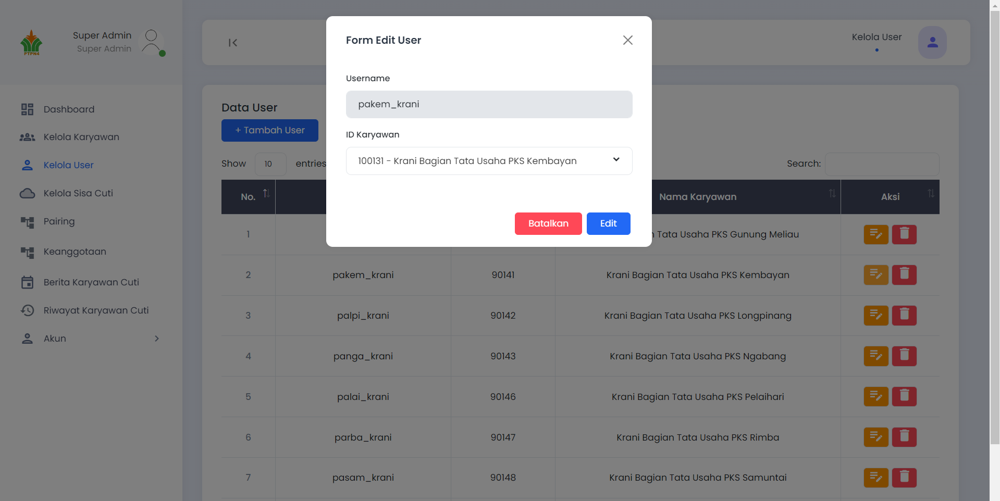 PTPN4
Super Admin
Super Admin
Dashboard
Kelola Karyawan
Kelola User
Kelola Sisa Cuti
Pairing
Keanggotaan
Berita Karyawan Cuti
Riwayat Karyawan Cuti
Akun
Kelola User
Form Edit User
Username
pakem_krani
ID Karyawan
100131 - Krani Bagian Tata Usaha PKS Kembayan
Batalkan
Edit
Data User
+ Tambah User
Show 10 entries
Search:
No. Nama Karyawan Aksi
1 Tata Usaha PKS Gunung Meliau
2 pakem_krani 90141 Krani Bagian Tata Usaha PKS Kembayan
3 palpi_krani 90142 Krani Bagian Tata Usaha PKS Longpinang
4 panga_krani 90143 Krani Bagian Tata Usaha PKS Ngabang
5 palai_krani 90146 Krani Bagian Tata Usaha PKS Pelaihari
6 parba_krani 90147 Krani Bagian Tata Usaha PKS Rimba
7 pasam_krani 90148 Krani Bagian Tata Usaha PKS Samuntai